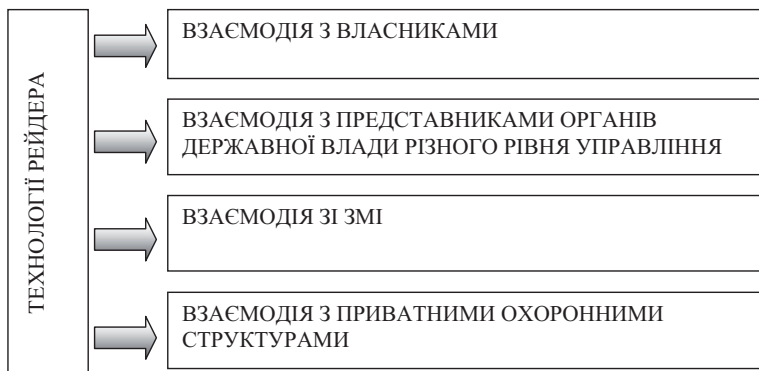 ТЕХНОЛОГІЇ РЕЙДЕРА
ВЗАЄМОДІЯ З ВЛАСНИКАМИ
ВЗАЄМОДІЯ З ПРЕДСТАВНИКАМИ ОРГАНІВ
ДЕРЖАВНОЇ ВЛАДИ РІЗНОГО РІВНЯ УПРАВЛІННЯ
ВЗАЄМОДІЯ ЗІ ЗМІ
ВЗАЄМОДІЯ З ПРИВАТНИМИ ОХОРОННИМИ
СТРУКТУРАМИ